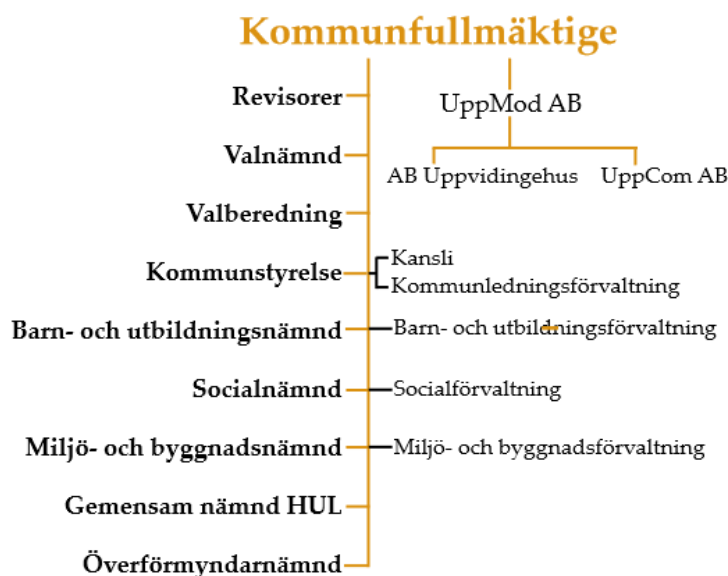 Kommunfullmäktige
Revisorer
UppMod AB
Valnämnd
AB Uppvidingehus
UppCom AB
Valberedning
Kommunstyrelse
Kansli
Kommunledningsförvaltning
Barn- och utbildningsnämnd
Barn- och utbildningsförvaltning
Socialnämnd
Socialförvaltning
Miljö- och byggnadsnämnd
Miljö- och byggnadsförvaltning
Gemensam nämnd HUL
Överförmyndarnämnd